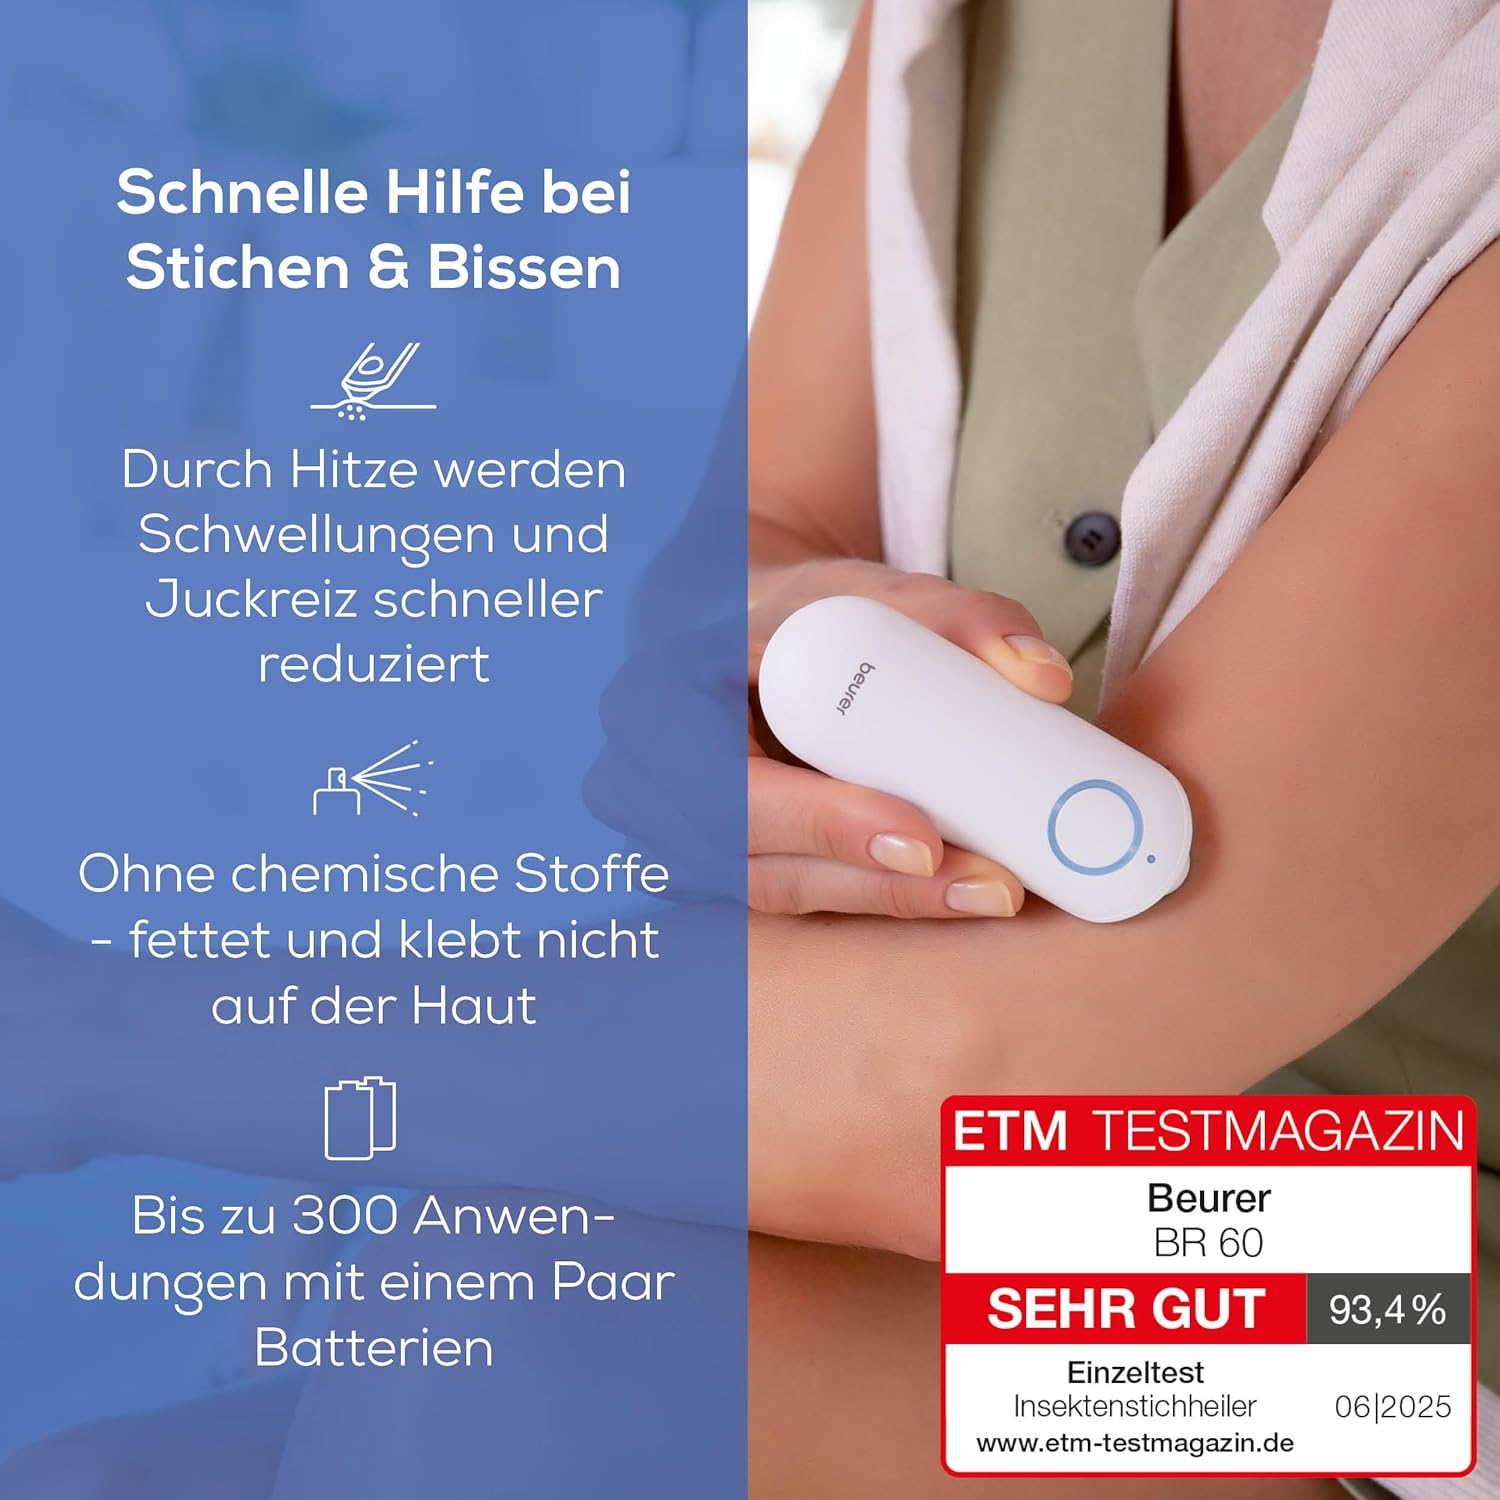 Schnelle Hilfe bei
Stichen & Bissen
Durch Hitze werden
Schwellungen und
Juckreiz schneller
reduziert
Ohne chemische Stoffe
- fettet und klebt nicht
auf der Haut
Bis zu 300 Anwen-
dungen mit einem Paar
Batterien
beurer
ETM TESTMAGAZIN
Beurer
BR 60
SEHR GUT 93,4%
Einzeltest
Insektenstichheiler 06|2025
www.etm-testmagazin.de